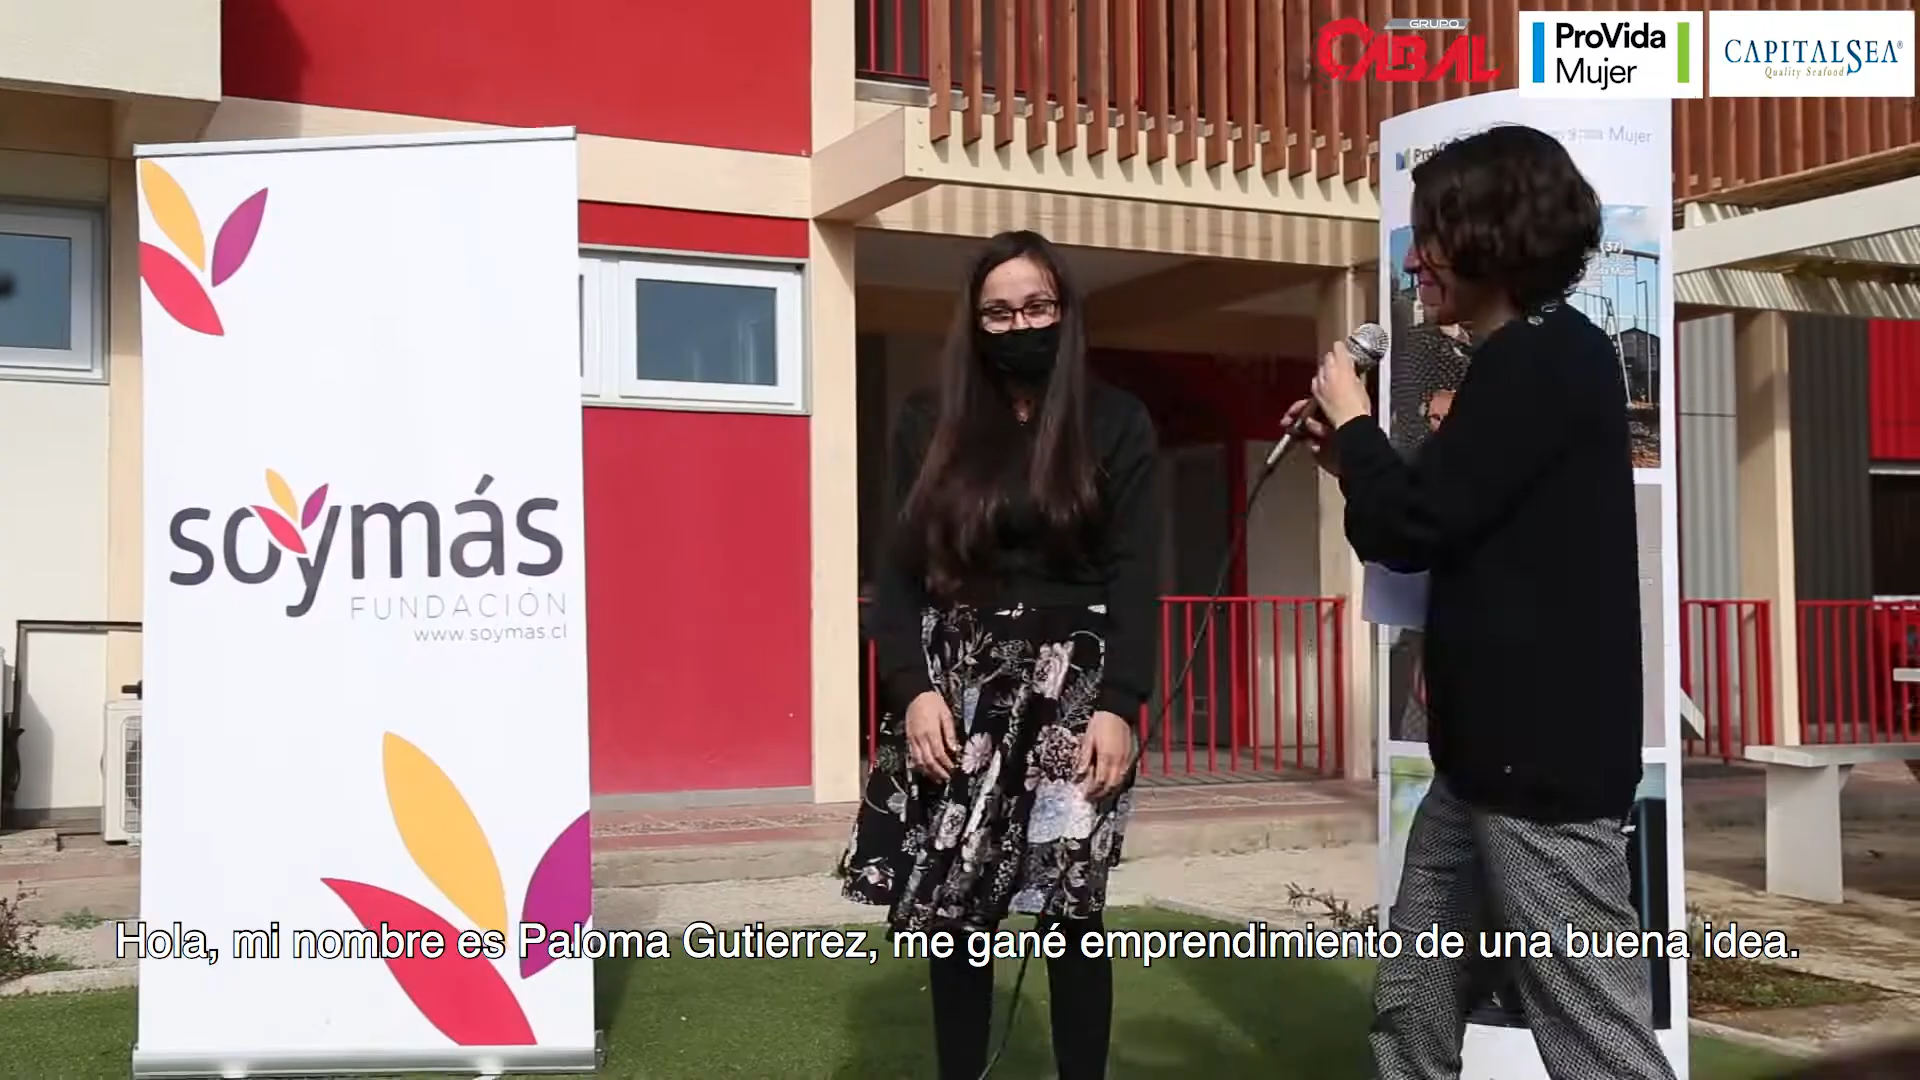 GRUPO
CABAL
ProVida
Mujer
CAPITALSEA®
Quality Seafood
Mujer
(37)
soymás
FUNDACIÓN
www.soymas.cl
Hola, mi nombre es Paloma Gutierrez, me gané emprendimiento de una buena idea.